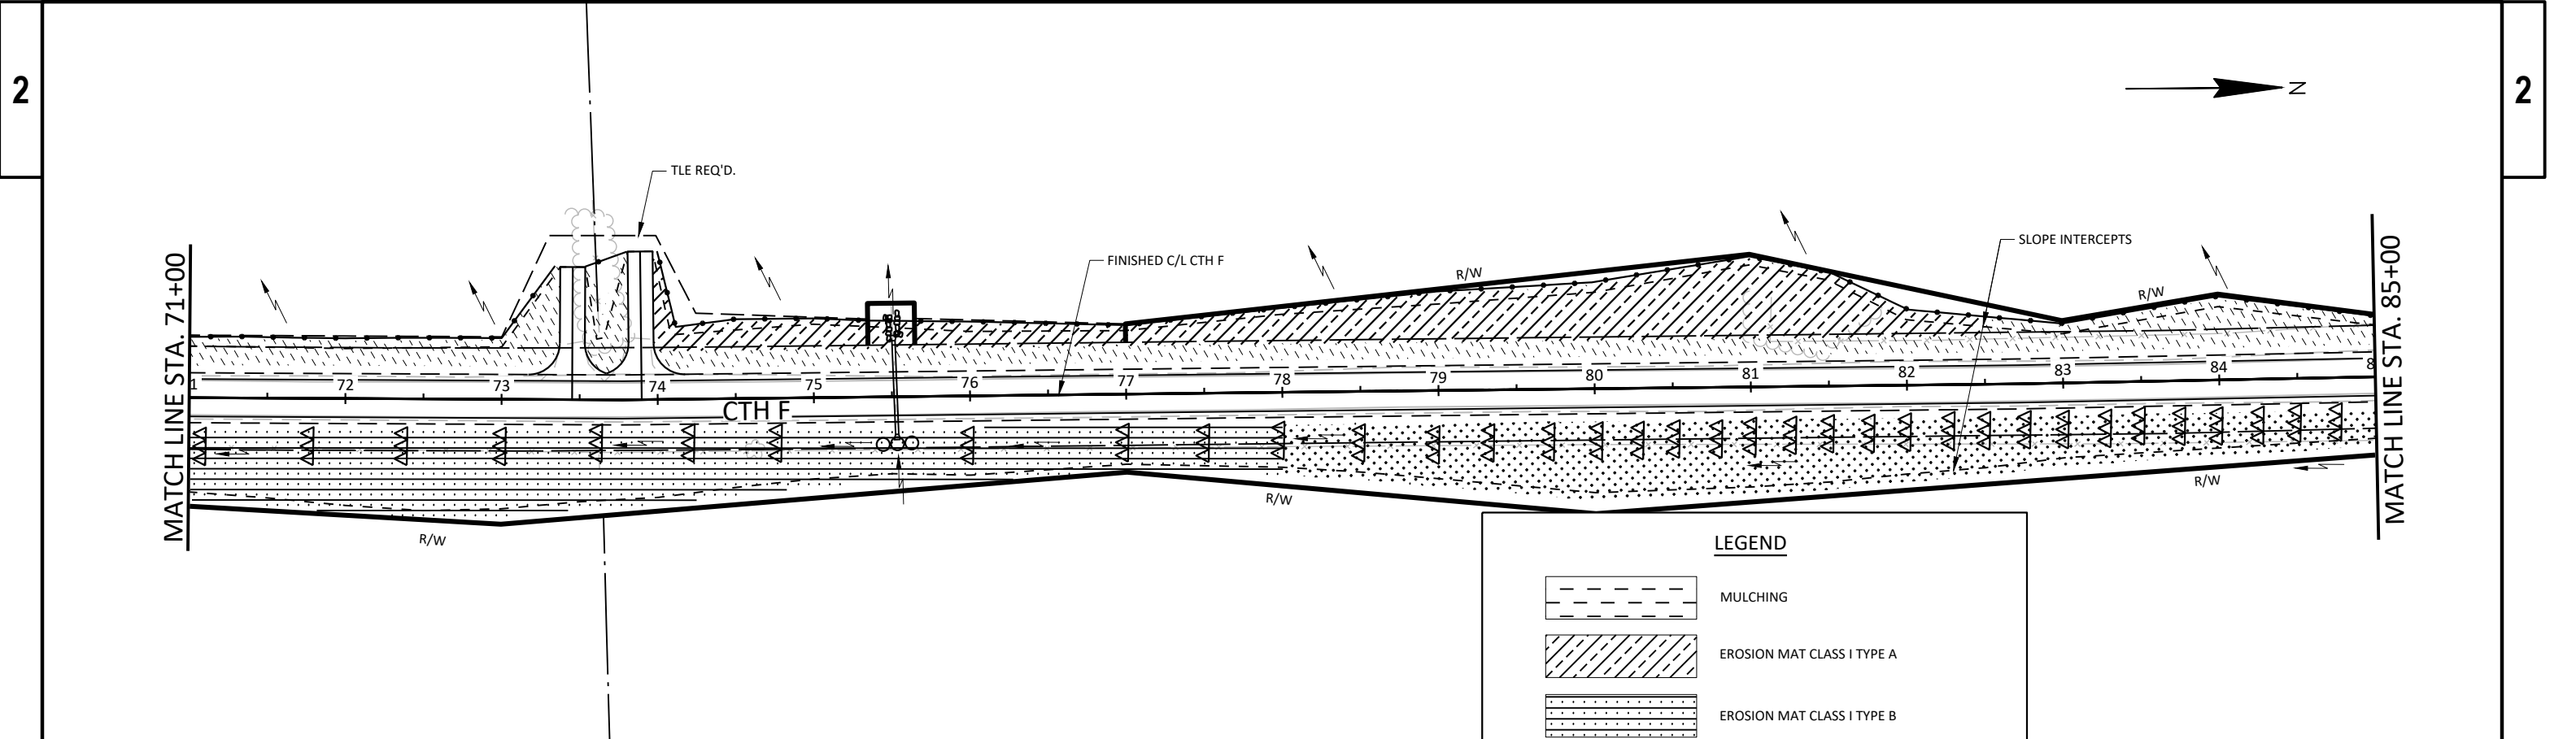 2
2
N
TLE REQ'D.
FINISHED C/L CTH F
R/W
SLOPE INTERCEPTS
R/W
MATCH LINE STA. 71+00
MATCH LINE STA. 85+00
1 72 73 74 75 76 77 78 79 80 81 82 83 84 8
CTH F
R/W
R/W
R/W
LEGEND
MULCHING
EROSION MAT CLASS I TYPE A
EROSION MAT CLASS I TYPE B